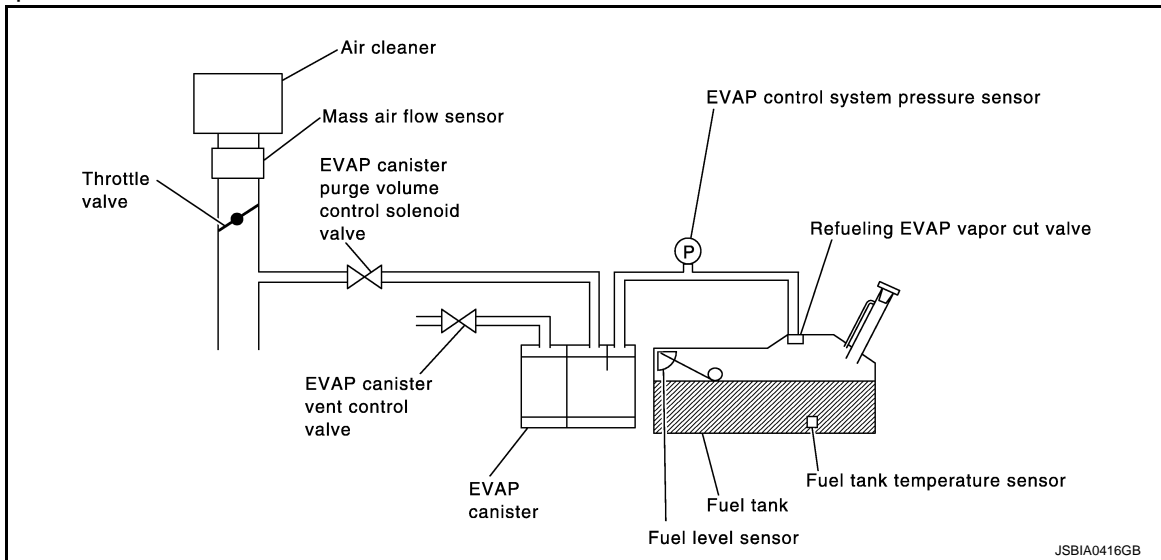 Air cleaner
Mass air flow sensor
EVAP control system pressure sensor
EVAP canister
purge volume
control solenoid
valve
Throttle
valve
Refueling EVAP vapor cut valve
P
EVAP canister
vent control
valve
EVAP
canister
Fuel tank temperature sensor
Fuel tank
Fuel level sensor
JSBIA0416GB